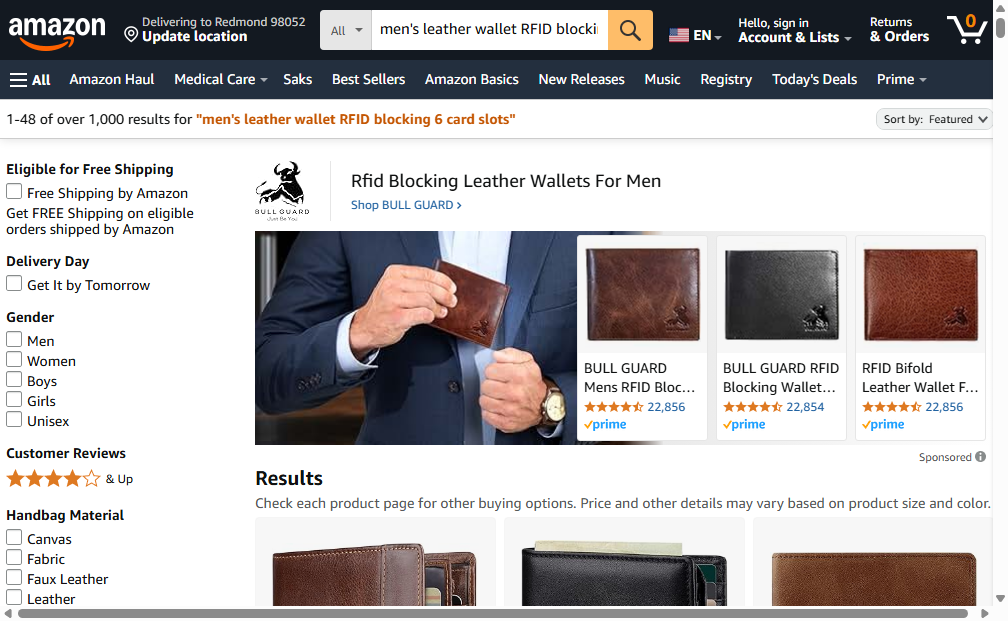 amazon
Delivering to Redmond 98052
Update location
All
men's leather wallet RFID blocki
EN
Hello, sign in
Account & Lists
Returns
& Orders
0
All
Amazon Haul
Medical Care
Saks
Best Sellers
Amazon Basics
New Releases
Music
Registry
Today's Deals
Prime
1-48 of over 1,000 results for "men's leather wallet RFID blocking 6 card slots"
Sort by: Featured
Eligible for Free Shipping
Free Shipping by Amazon
Get FREE Shipping on eligible
orders shipped by Amazon
Delivery Day
Get It by Tomorrow
Gender
Men
Women
Boys
Girls
Unisex
Customer Reviews
& Up
Handbag Material
Canvas
Fabric
Faux Leather
Leather
BULL GUARD
Just Be You
Rfid Blocking Leather Wallets For Men
Shop BULL GUARD ›
BULL GUARD
Mens RFID Bloc...
22,856
prime
BULL GUARD RFID
Blocking Wallet...
22,854
prime
RFID Bifold
Leather Wallet F...
22,856
prime
Sponsored
Results
Check each product page for other buying options. Price and other details may vary based on product size and color.